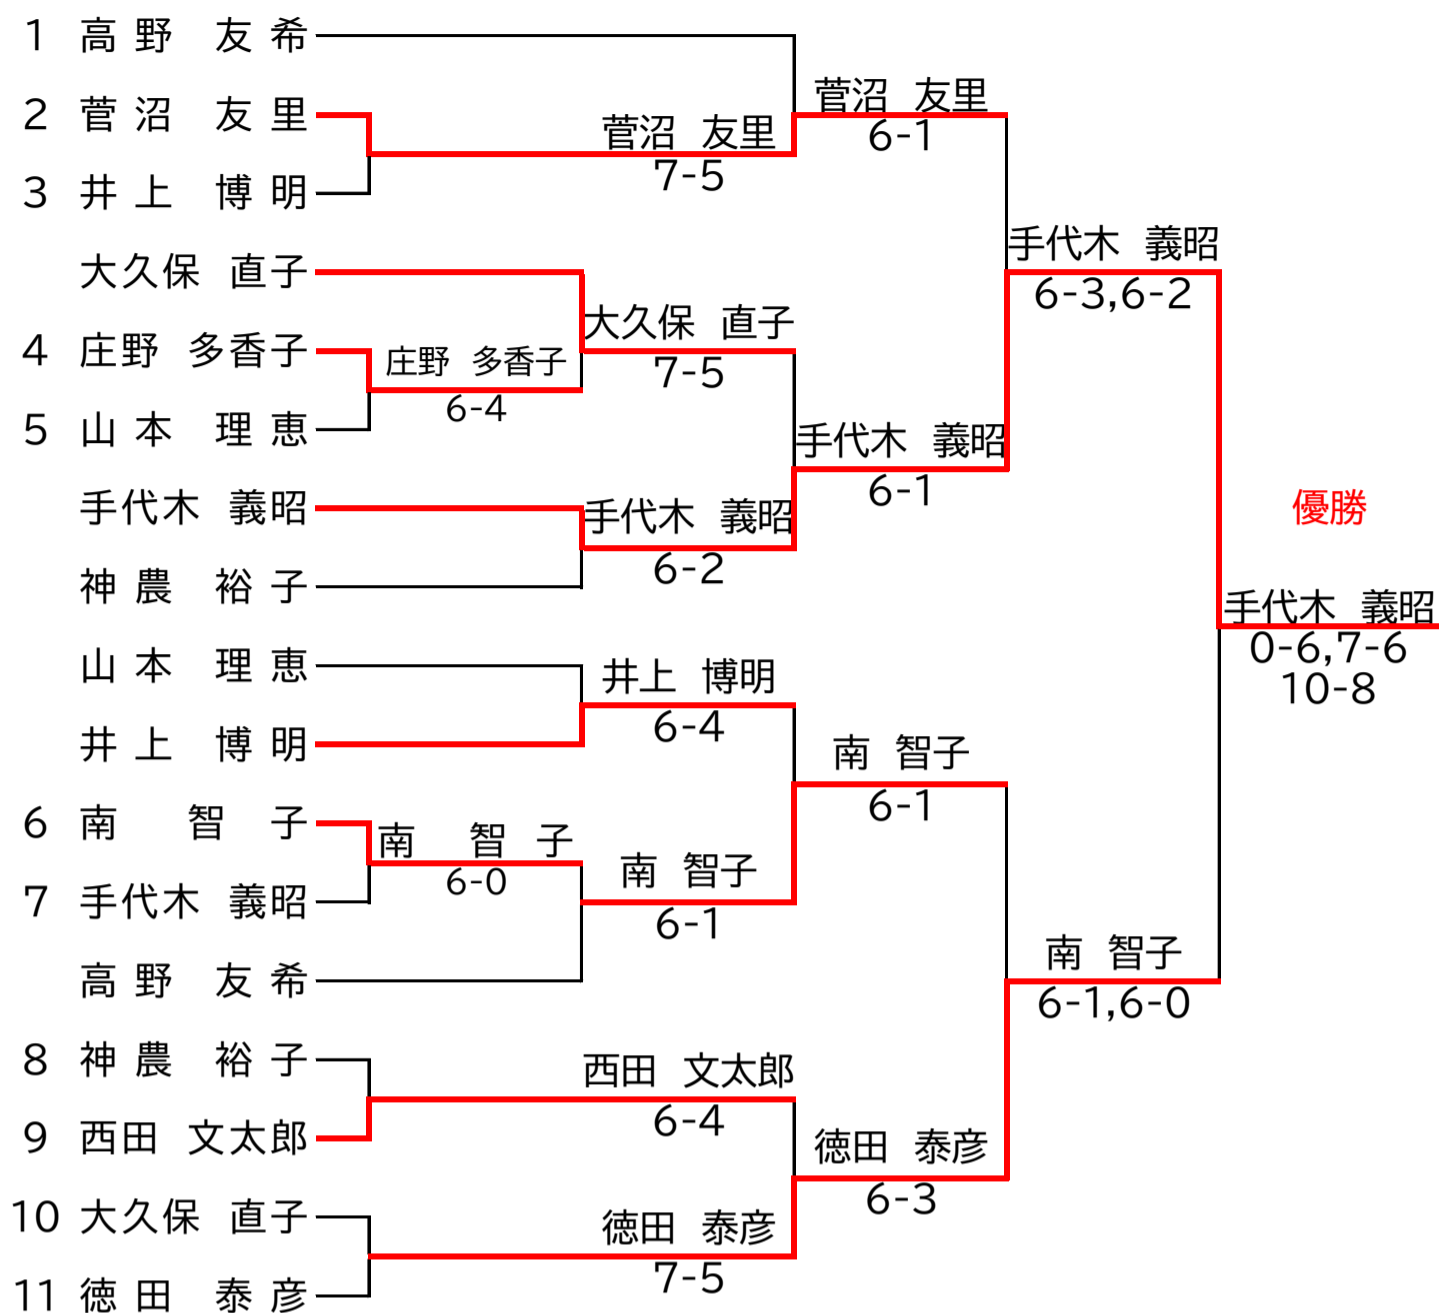 1 高野 友希
2 菅沼 友里
3 井上 博明
大久保 直子
4 庄野 多香子
5 山本 理恵
手代木 義昭
神農 裕子
山本 理恵
井上 博明
6 南 智子
7 手代木 義昭
高野 友希
8 神農 裕子
9 西田 文太郎
10 大久保 直子
11 徳田 泰彦
庄野 多香子
6-4
南 智子
6-0
菅沼 友里
7-5
大久保 直子
7-5
手代木 義昭
6-2
井上 博明
6-4
南 智子
6-1
西田 文太郎
6-4
徳田 泰彦
7-5
菅沼 友里
6-1
手代木 義昭
6-1
南 智子
6-1
徳田 泰彦
6-3
手代木 義昭
6-3,6-2
南 智子
6-1,6-0
優勝
手代木 義昭
0-6,7-6
10-8